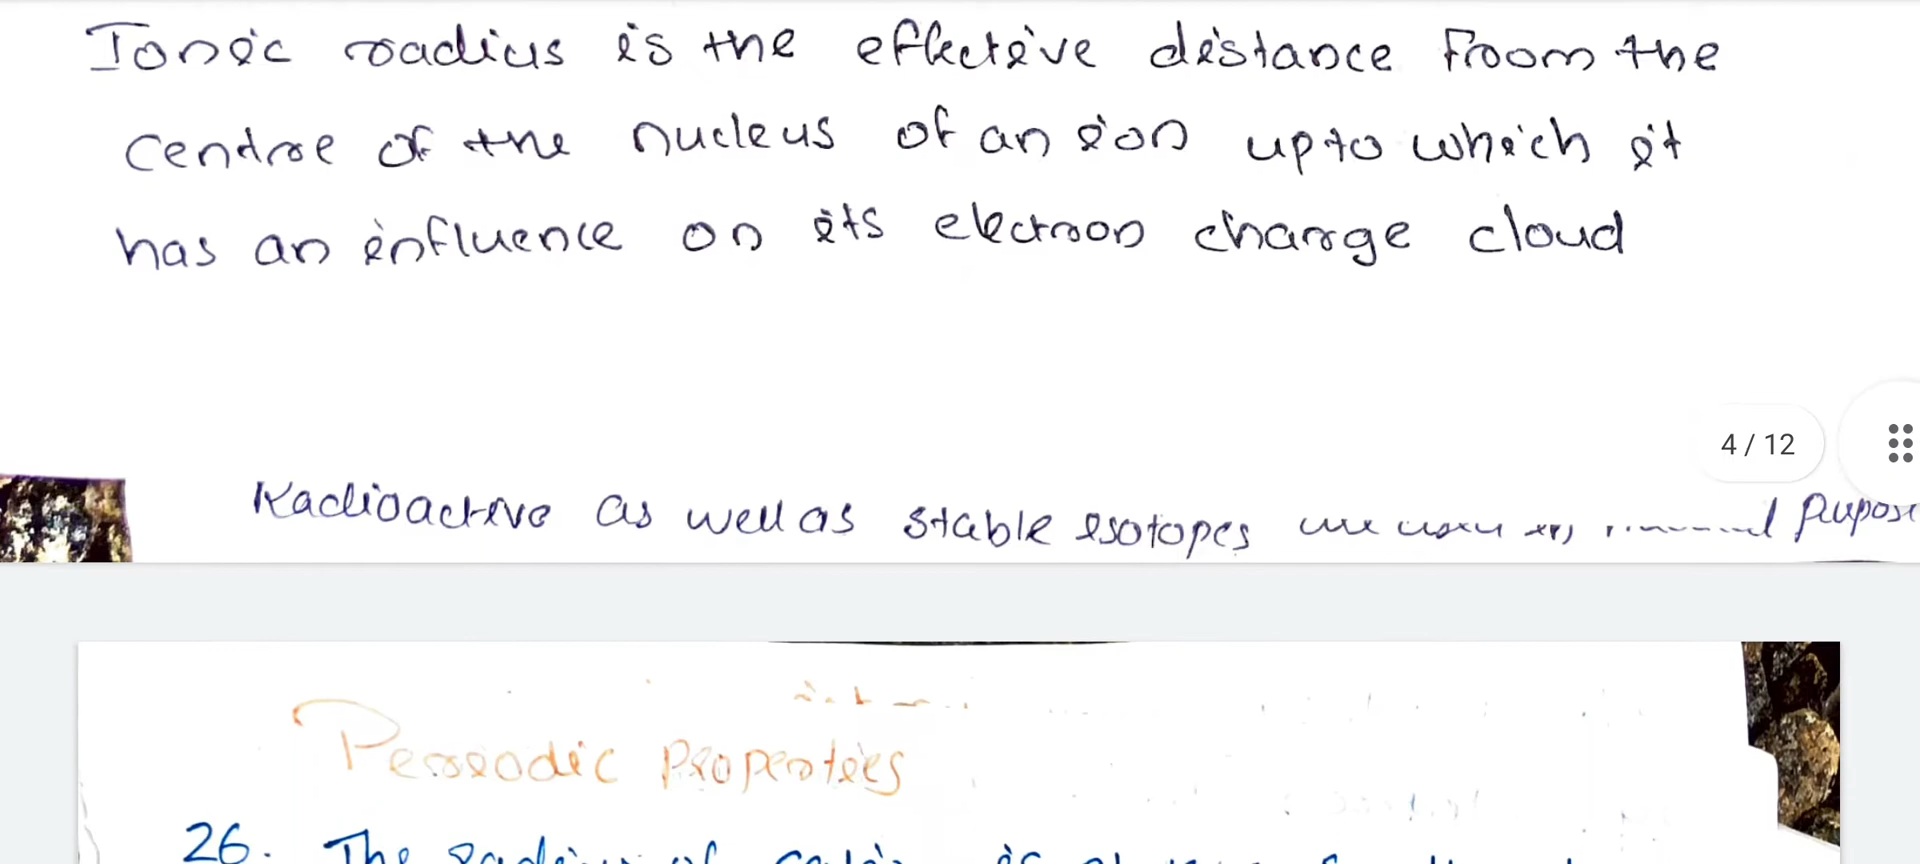 Ionic radius is the effective distance from the
centre of the nucleus of an ion upto which it
has an influence on its electron charge cloud
4 / 12
Radioactive as well as stable isotopes
Periodic Properties
26. The